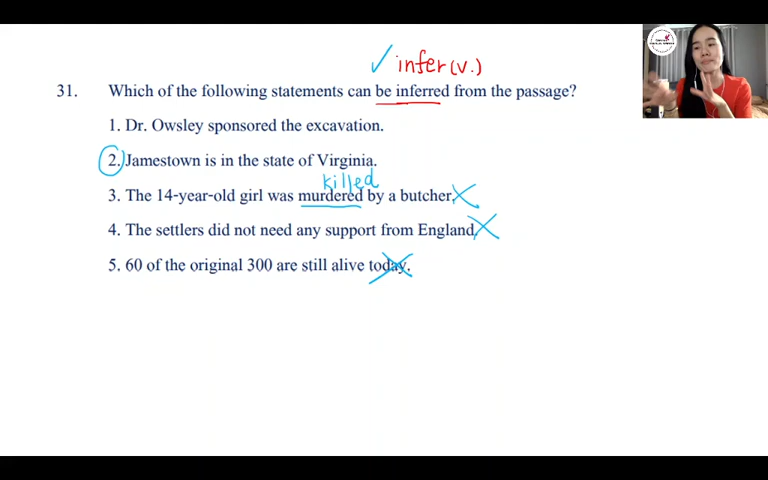 infer (v.)
31. Which of the following statements can be inferred from the passage?
1. Dr. Owsley sponsored the excavation.
2. Jamestown is in the state of Virginia.
killed
3. The 14-year-old girl was murdered by a butcher.
4. The settlers did not need any support from England.
5. 60 of the original 300 are still alive today.